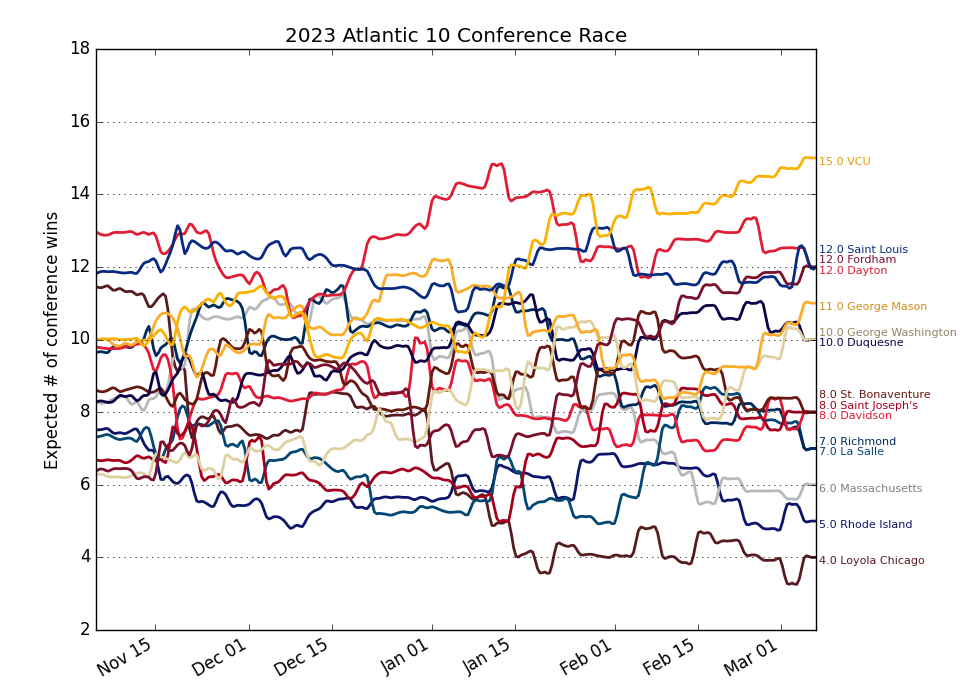 2023 Atlantic 10 Conference Race
Expected # of conference wins
18
16
14
12
10
8
6
4
2
Nov 15
Dec 01
Dec 15
Jan 01
Jan 15
Feb 01
Feb 15
Mar 01
15.0 VCU
12.0 Saint Louis
12.0 Fordham
12.0 Dayton
11.0 George Mason
10.0 George Washington
10.0 Duquesne
8.0 St. Bonaventure
8.0 Saint Joseph's
8.0 Davidson
7.0 Richmond
7.0 La Salle
6.0 Massachusetts
5.0 Rhode Island
4.0 Loyola Chicago